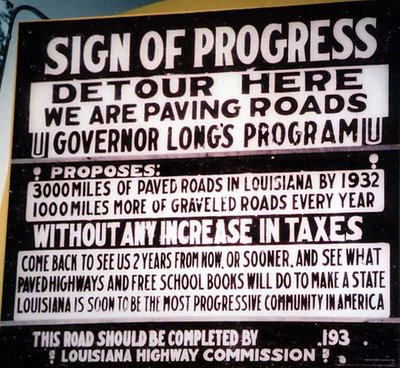 SIGN OF PROGRESS
DETOUR HERE
WE ARE PAVING ROADS
GOVERNOR LONG'S PROGRAM
PROPOSES:
3000 MILES OF PAVED ROADS IN LOUISIANA BY 1932
1000 MILES MORE OF GRAVELED ROADS EVERY YEAR
WITHOUT ANY INCREASE IN TAXES
COME BACK TO SEE US 2 YEARS FROM NOW, OR SOONER, AND SEE WHAT
PAVED HIGHWAYS AND FREE SCHOOL BOOKS WILL DO TO MAKE A STATE
LOUISIANA IS SOON TO BE THE MOST PROGRESSIVE COMMUNITY IN AMERICA
THIS ROAD SHOULD BE COMPLETED BY .193 .
LOUISIANA HIGHWAY COMMISSION